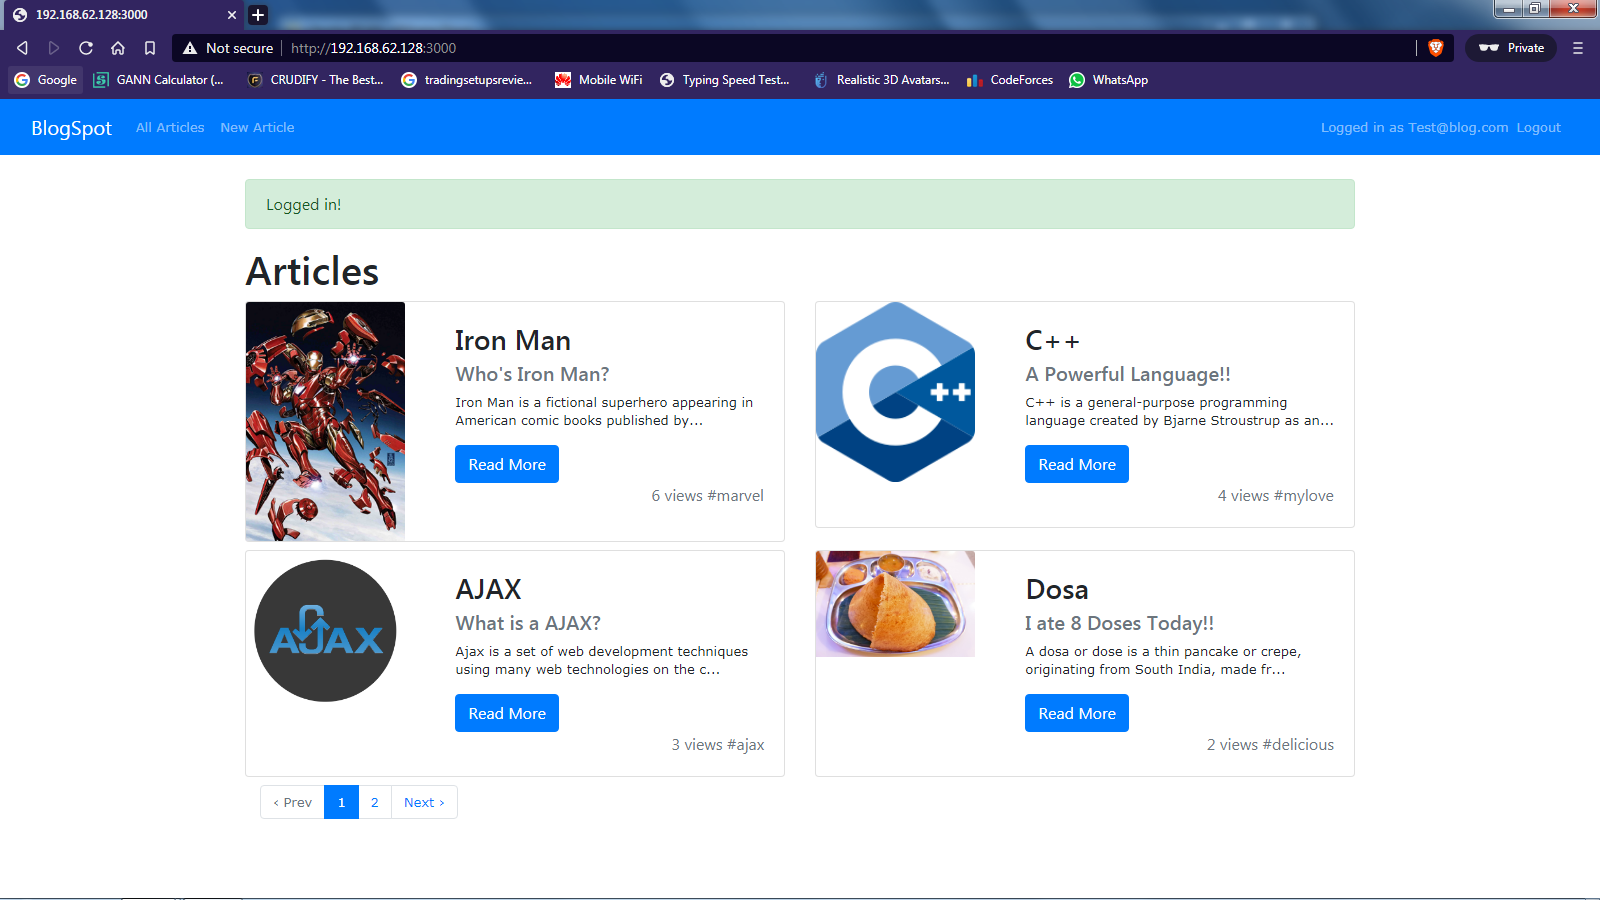 192.168.62.128:3000
Not secure http://192.168.62.128:3000 Private
Google GANN Calculator (... CRUDIFY - The Best... tradingsetupsrevie... Mobile WiFi Typing Speed Test... Realistic 3D Avatars... CodeForces WhatsApp
BlogSpot All Articles New Article Logged in as Test@blog.com Logout
Logged in!
Articles
Iron Man
Who's Iron Man?
Iron Man is a fictional superhero appearing in
American comic books published by...
Read More
6 views #marvel
C++
C++
A Powerful Language!!
C++ is a general-purpose programming
language created by Bjarne Stroustrup as an...
Read More
4 views #mylove
AJAX
AJAX
What is a AJAX?
Ajax is a set of web development techniques
using many web technologies on the c...
Read More
3 views #ajax
Dosa
I ate 8 Doses Today!!
A dosa or dose is a thin pancake or crepe,
originating from South India, made fr...
Read More
2 views #delicious
‹ Prev 1 2 Next ›